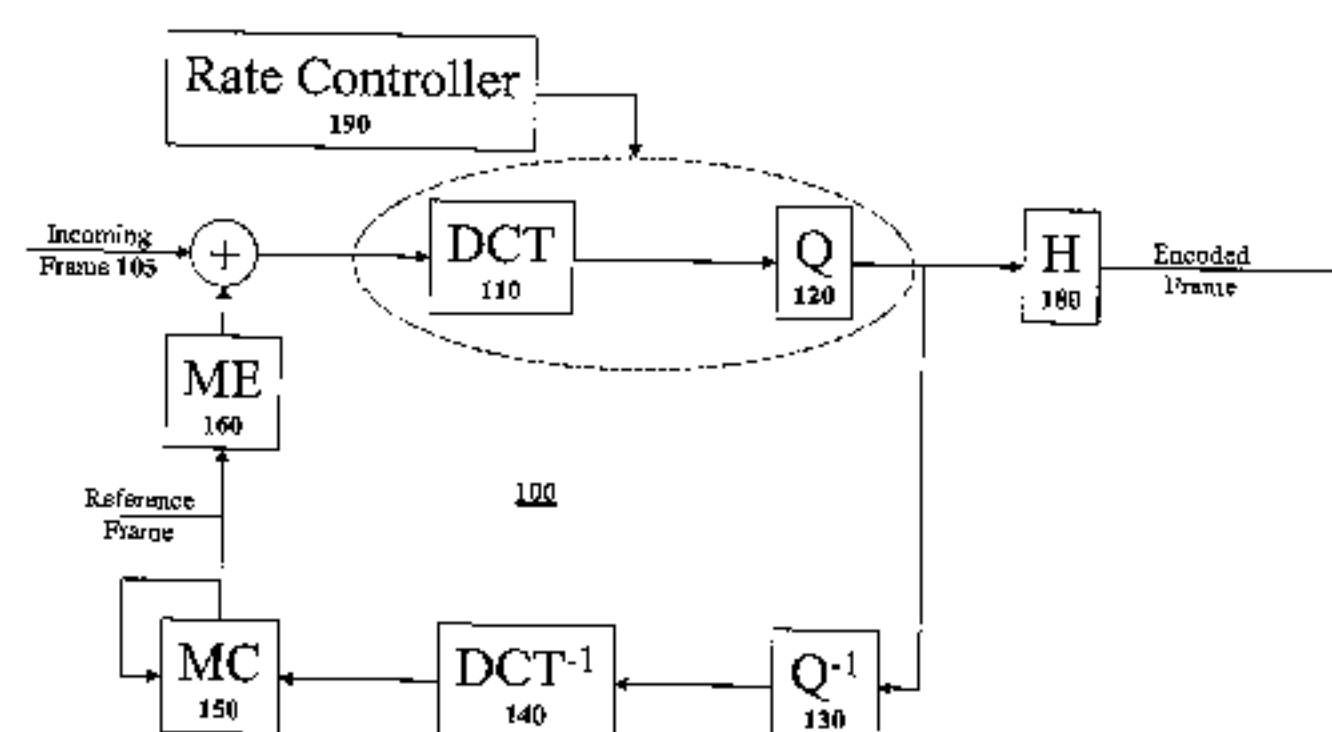 Rate Controller
190
Incoming
Frame 105
+
DCT
110
Q
120
H
180
Encoded
Frame
ME
160
Reference
Frame
100
MC
150
DCT-1
140
Q-1
130